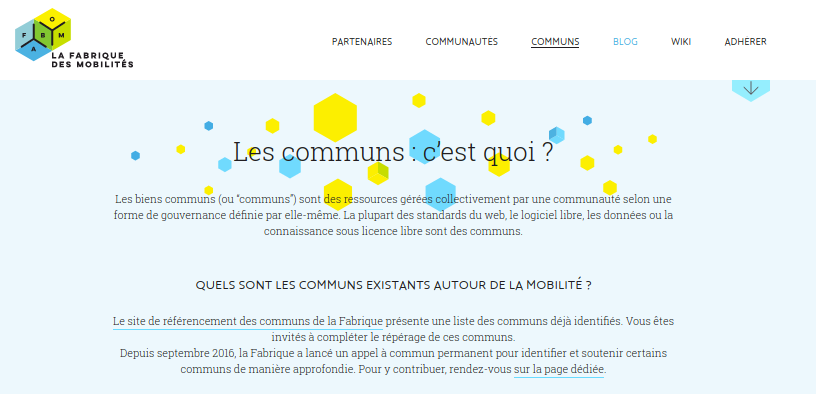 F A B O M
LA FABRIQUE
DES MOBILITÉS
PARTENAIRES COMMUNAUTÉS COMMUNS BLOG WIKI ADHÉRER
Les communs : c'est quoi ?
Les biens communs (ou "communs") sont des ressources gérées collectivement par une communauté selon une
forme de gouvernance définie par elle-même. La plupart des standards du web, le logiciel libre, les données ou la
connaissance sous licence libre sont des communs.
QUELS SONT LES COMMUNS EXISTANTS AUTOUR DE LA MOBILITÉ ?
Le site de référencement des communs de la Fabrique présente une liste des communs déjà identifiés. Vous êtes
invités à compléter le répérage de ces communs.
Depuis septembre 2016, la Fabrique a lancé un appel à commun permanent pour identifier et soutenir certains
communs de manière approfondie. Pour y contribuer, rendez-vous sur la page dédiée.